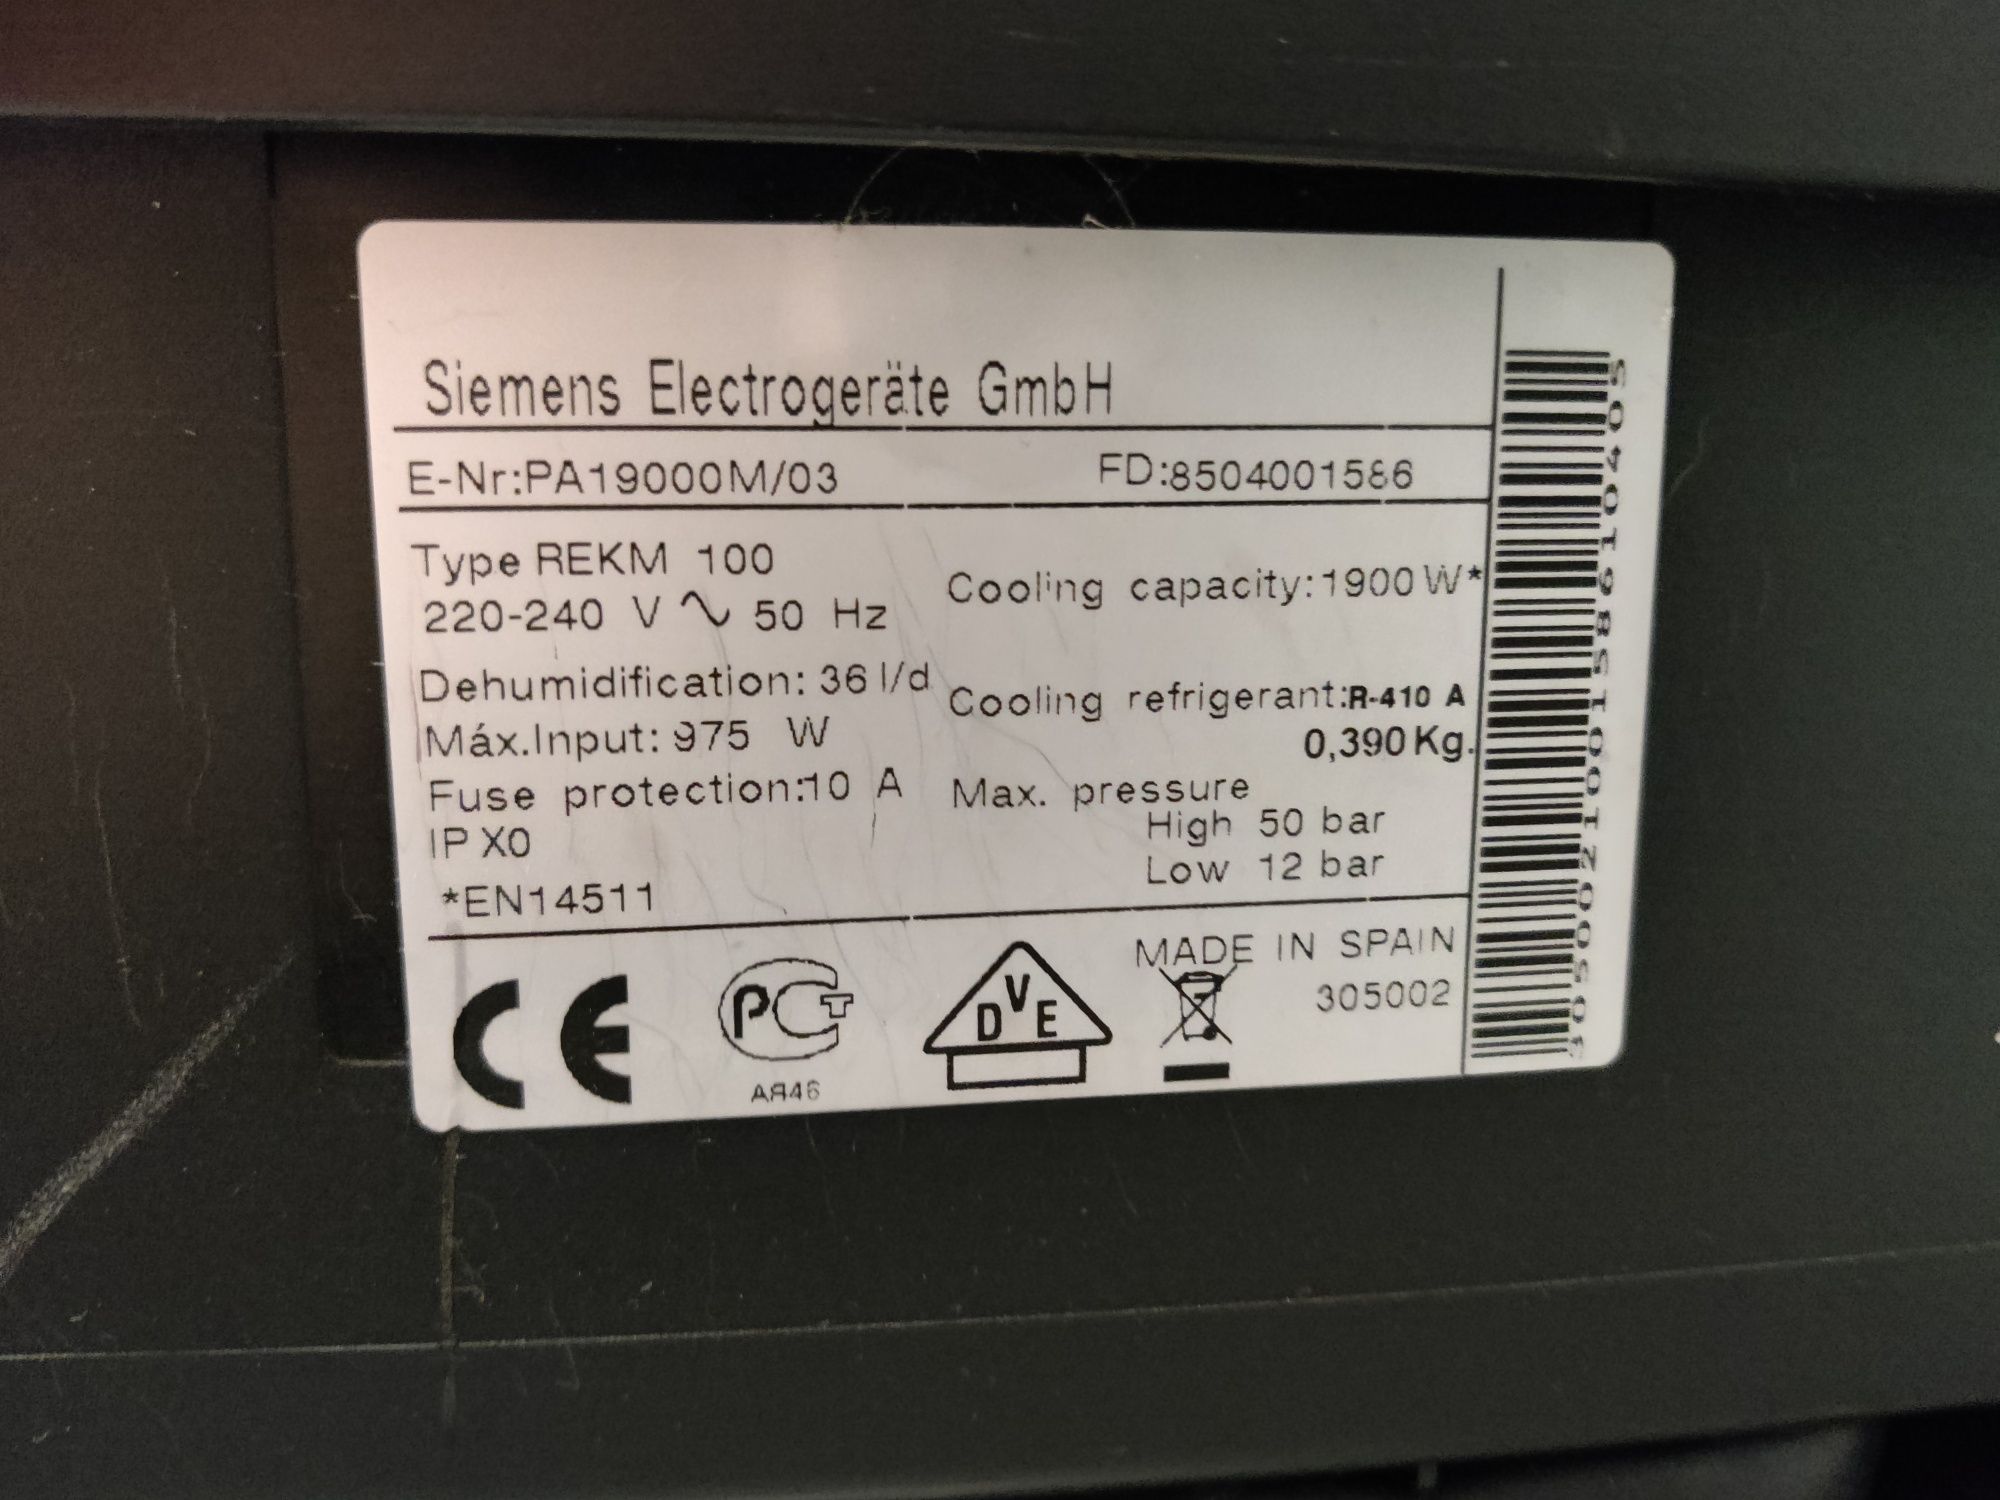 Siemens Electrogeräte GmbH
E-Nr:PA19000M/03 FD:8504001586
Type REKM 100
220-240 V ∿ 50 Hz
Cooling capacity:1900 W*
Dehumidification: 36 l/d
Cooling refrigerant:R-410 A
0,390 Kg.
Máx.Input: 975 W
Fuse protection:10 A
Max. pressure
High 50 bar
Low 12 bar
IP X0
*EN14511
MADE IN SPAIN
305002
CE
PCT
АЯ46
DVE
305002100158610405